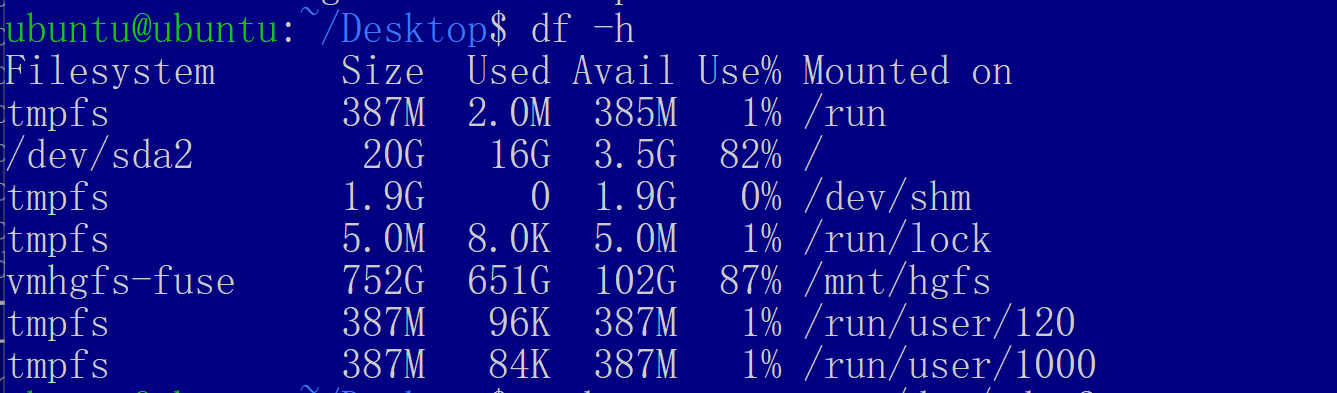 ubuntu@ubuntu:~/Desktop$ df -h
Filesystem      Size  Used Avail Use% Mounted on
tmpfs           387M  2.0M  385M   1% /run
/dev/sda2        20G   16G  3.5G  82% /
tmpfs           1.9G     0  1.9G   0% /dev/shm
tmpfs           5.0M  8.0K  5.0M   1% /run/lock
vmhgfs-fuse     752G  651G  102G  87% /mnt/hgfs
tmpfs           387M   96K  387M   1% /run/user/120
tmpfs           387M   84K  387M   1% /run/user/1000